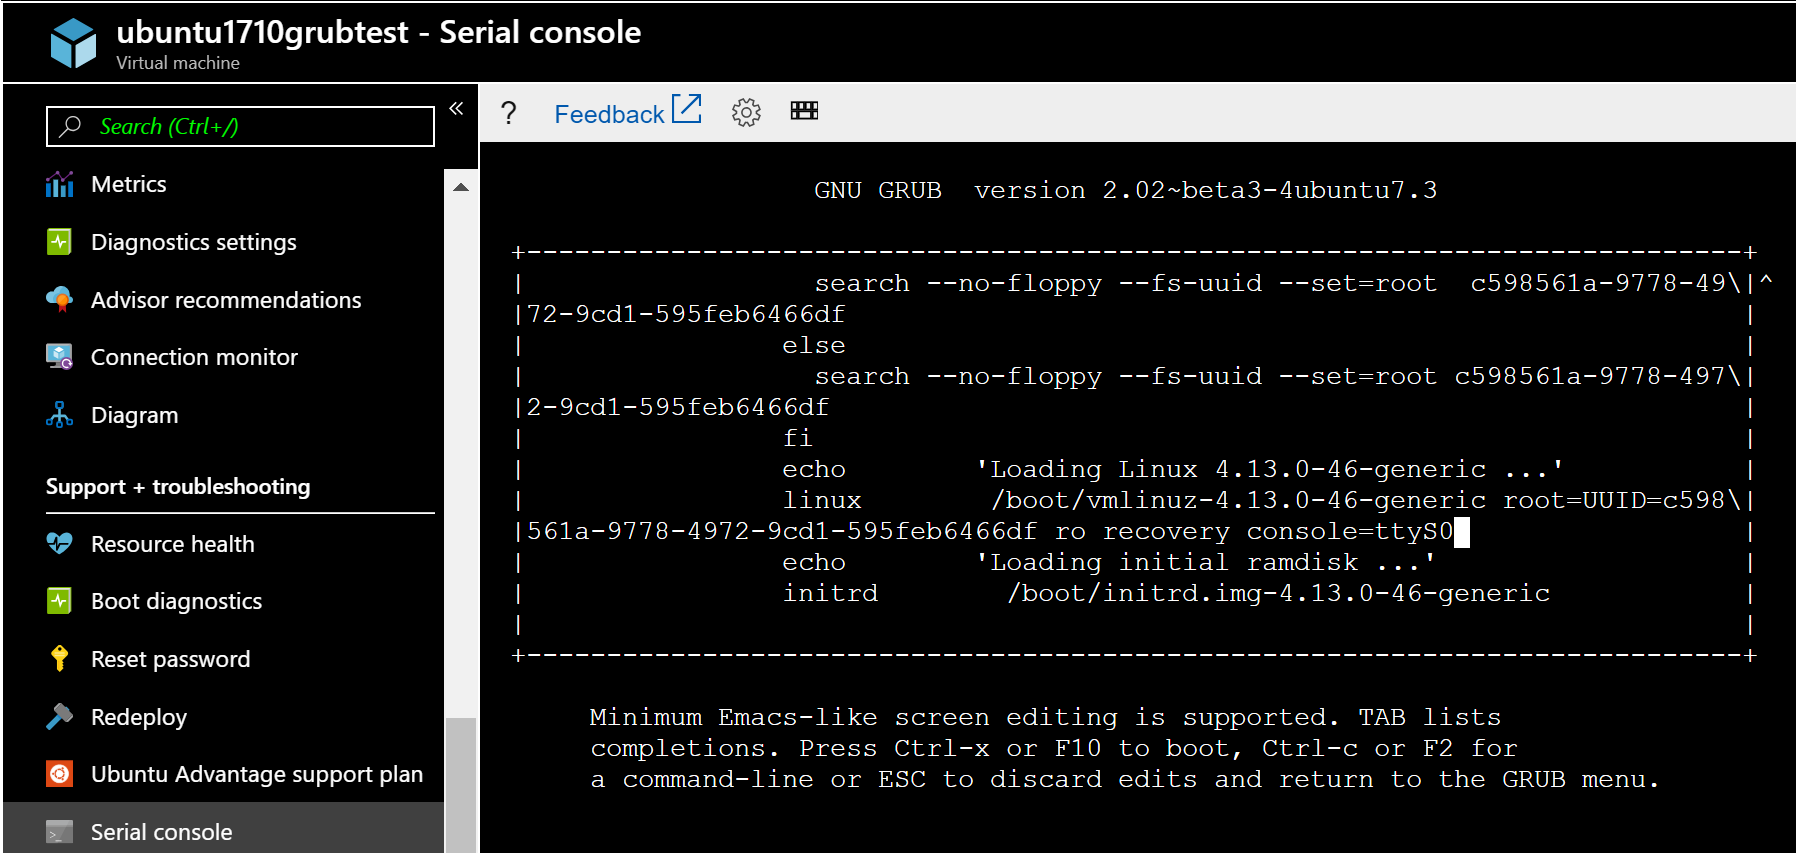 ubuntu1710grubtest - Serial console
Virtual machine
Search (Ctrl+/)
«
Metrics
Diagnostics settings
Advisor recommendations
Connection monitor
Diagram
Support + troubleshooting
Resource health
Boot diagnostics
Reset password
Redeploy
Ubuntu Advantage support plan
Serial console
? Feedback
GNU GRUB  version 2.02~beta3-4ubuntu7.3
+----------------------------------------------------------------------------+
|                  search --no-floppy --fs-uuid --set=root  c598561a-9778-49\|^
|72-9cd1-595feb6466df                                                        |
|                else                                                        |
|                  search --no-floppy --fs-uuid --set=root c598561a-9778-497\|
|2-9cd1-595feb6466df                                                         |
|                fi                                                          |
|                echo        'Loading Linux 4.13.0-46-generic ...'            |
|                linux        /boot/vmlinuz-4.13.0-46-generic root=UUID=c598\|
|561a-9778-4972-9cd1-595feb6466df ro recovery console=ttyS0                  |
|                echo        'Loading initial ramdisk ...'                    |
|                initrd        /boot/initrd.img-4.13.0-46-generic             |
|                                                                            |
+----------------------------------------------------------------------------+
Minimum Emacs-like screen editing is supported. TAB lists
completions. Press Ctrl-x or F10 to boot, Ctrl-c or F2 for
a command-line or ESC to discard edits and return to the GRUB menu.